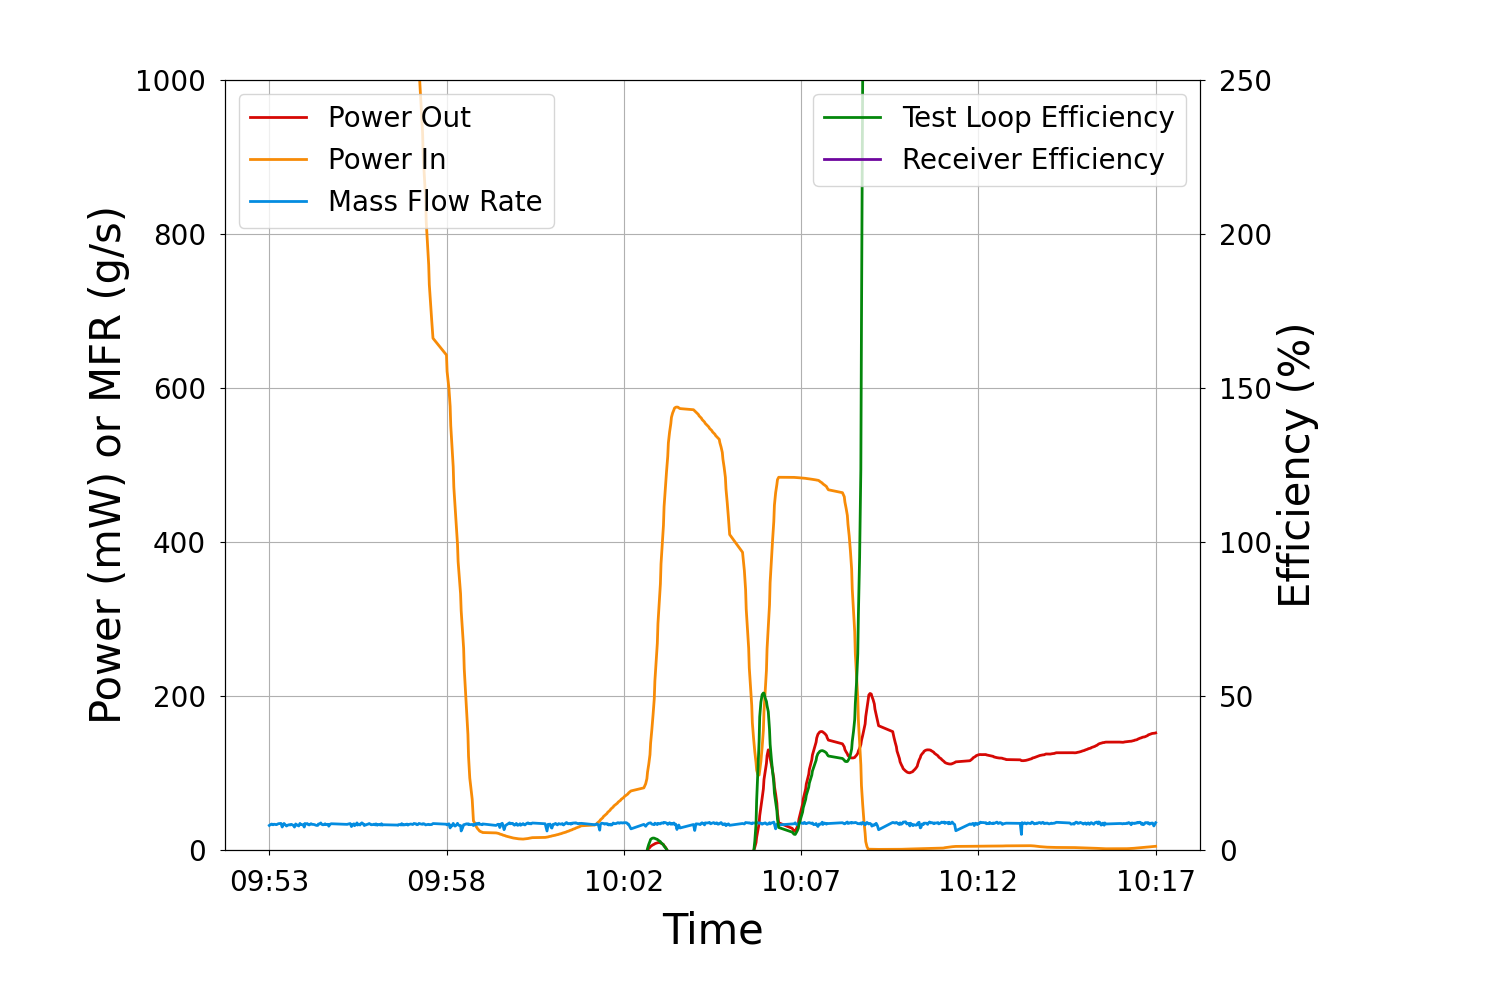 1000
800
600
400
200
0
Power (mW) or MFR (g/s)
Power Out
Power In
Mass Flow Rate
Test Loop Efficiency
Receiver Efficiency
250
200
150
100
50
0
Efficiency (%)
09:53 09:58 10:02 10:07 10:12 10:17
Time